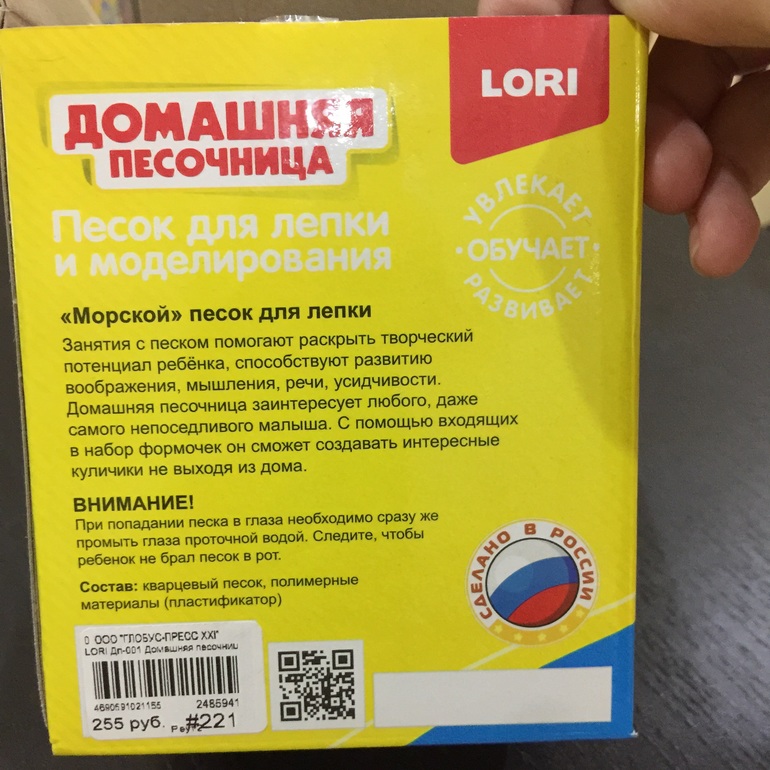 LORI
ДОМАШНЯЯ
ПЕСОЧНИЦА
Песок для лепки
и моделирования
УВЛЕКАЕТ
·ОБУЧАЕТ·
РАЗВИВАЕТ
«Морской» песок для лепки
Занятия с песком помогают раскрыть творческий
потенциал ребёнка, способствуют развитию
воображения, мышления, речи, усидчивости.
Домашняя песочница заинтересует любого, даже
самого непоседливого малыша. С помощью входящих
в набор формочек он сможет создавать интересные
куличики не выходя из дома.
ВНИМАНИЕ!
При попадании песка в глаза необходимо сразу же
промыть глаза проточной водой. Следите, чтобы
ребенок не брал песок в рот.
Состав: кварцевый песок, полимерные
материалы (пластификатор)
СДЕЛАНО В РОССИИ
ООО "ГЛОБУС-ПРЕСС XXI"
LORI Дп-001 Домашняя песочниц
4680591021155 2485941
255 руб. #221